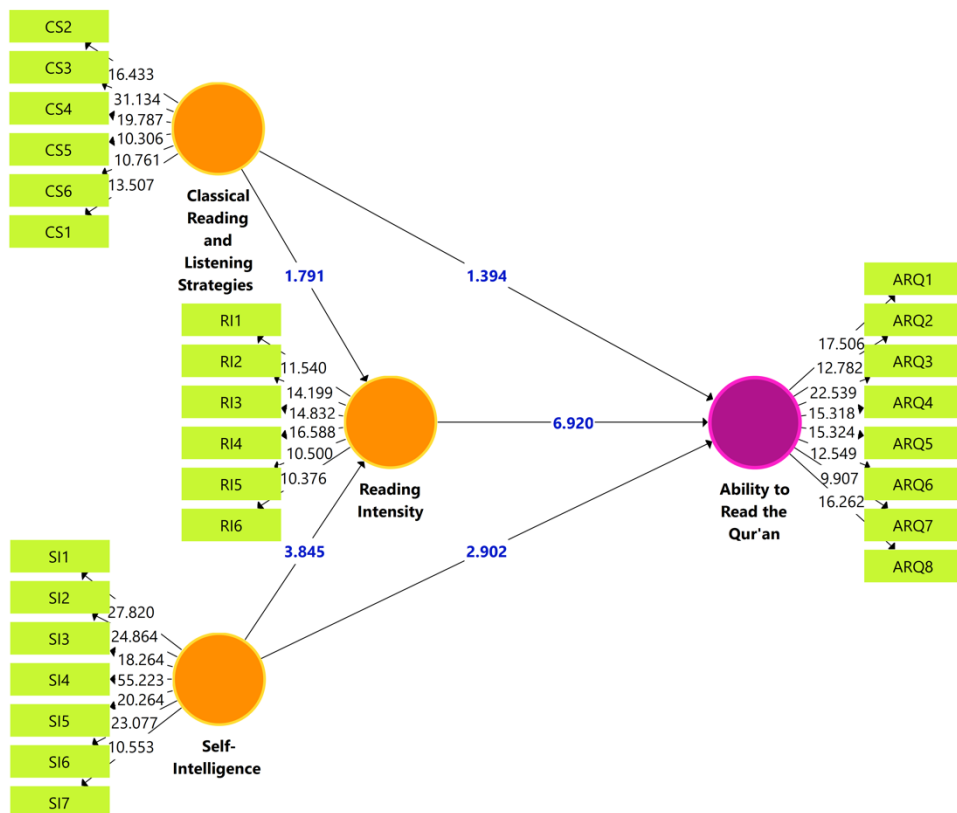 CS2
CS3
CS4
CS5
CS6
CS1
16.433
31.134
19.787
10.306
10.761
13.507
Classical
Reading
and
Listening
Strategies
1.791
1.394
RI1
RI2
RI3
RI4
RI5
RI6
11.540
14.199
14.832
16.588
10.500
10.376
Reading
Intensity
6.920
3.845
2.902
ARQ1
ARQ2
ARQ3
ARQ4
ARQ5
ARQ6
ARQ7
ARQ8
17.506
12.782
22.539
15.318
15.324
12.549
9.907
16.262
Ability to
Read the
Qur'an
SI1
SI2
SI3
SI4
SI5
SI6
SI7
27.820
24.864
18.264
55.223
20.264
23.077
10.553
Self-
Intelligence